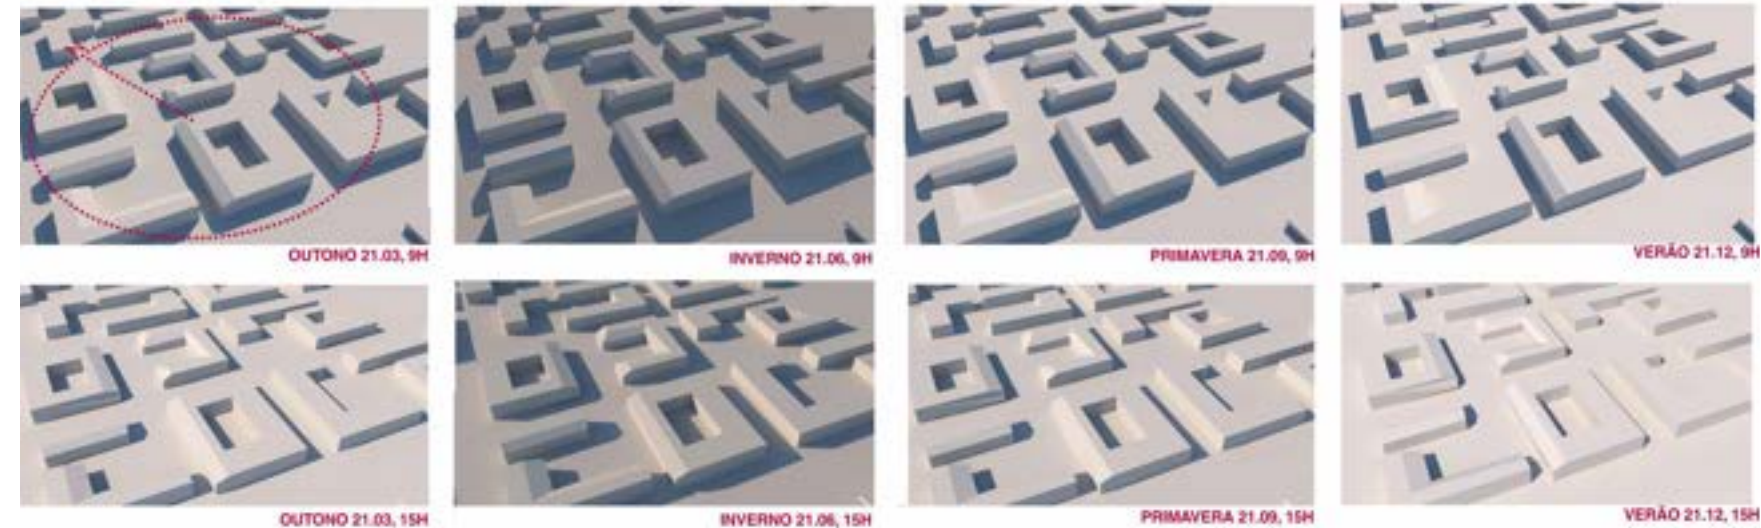 OUTONO 21.03, 9H
INVERNO 21.06, 9H
PRIMAVERA 21.09, 9H
VERÃO 21.12, 9H
OUTONO 21.03, 15H
INVERNO 21.06, 15H
PRIMAVERA 21.09, 15H
VERÃO 21.12, 15H